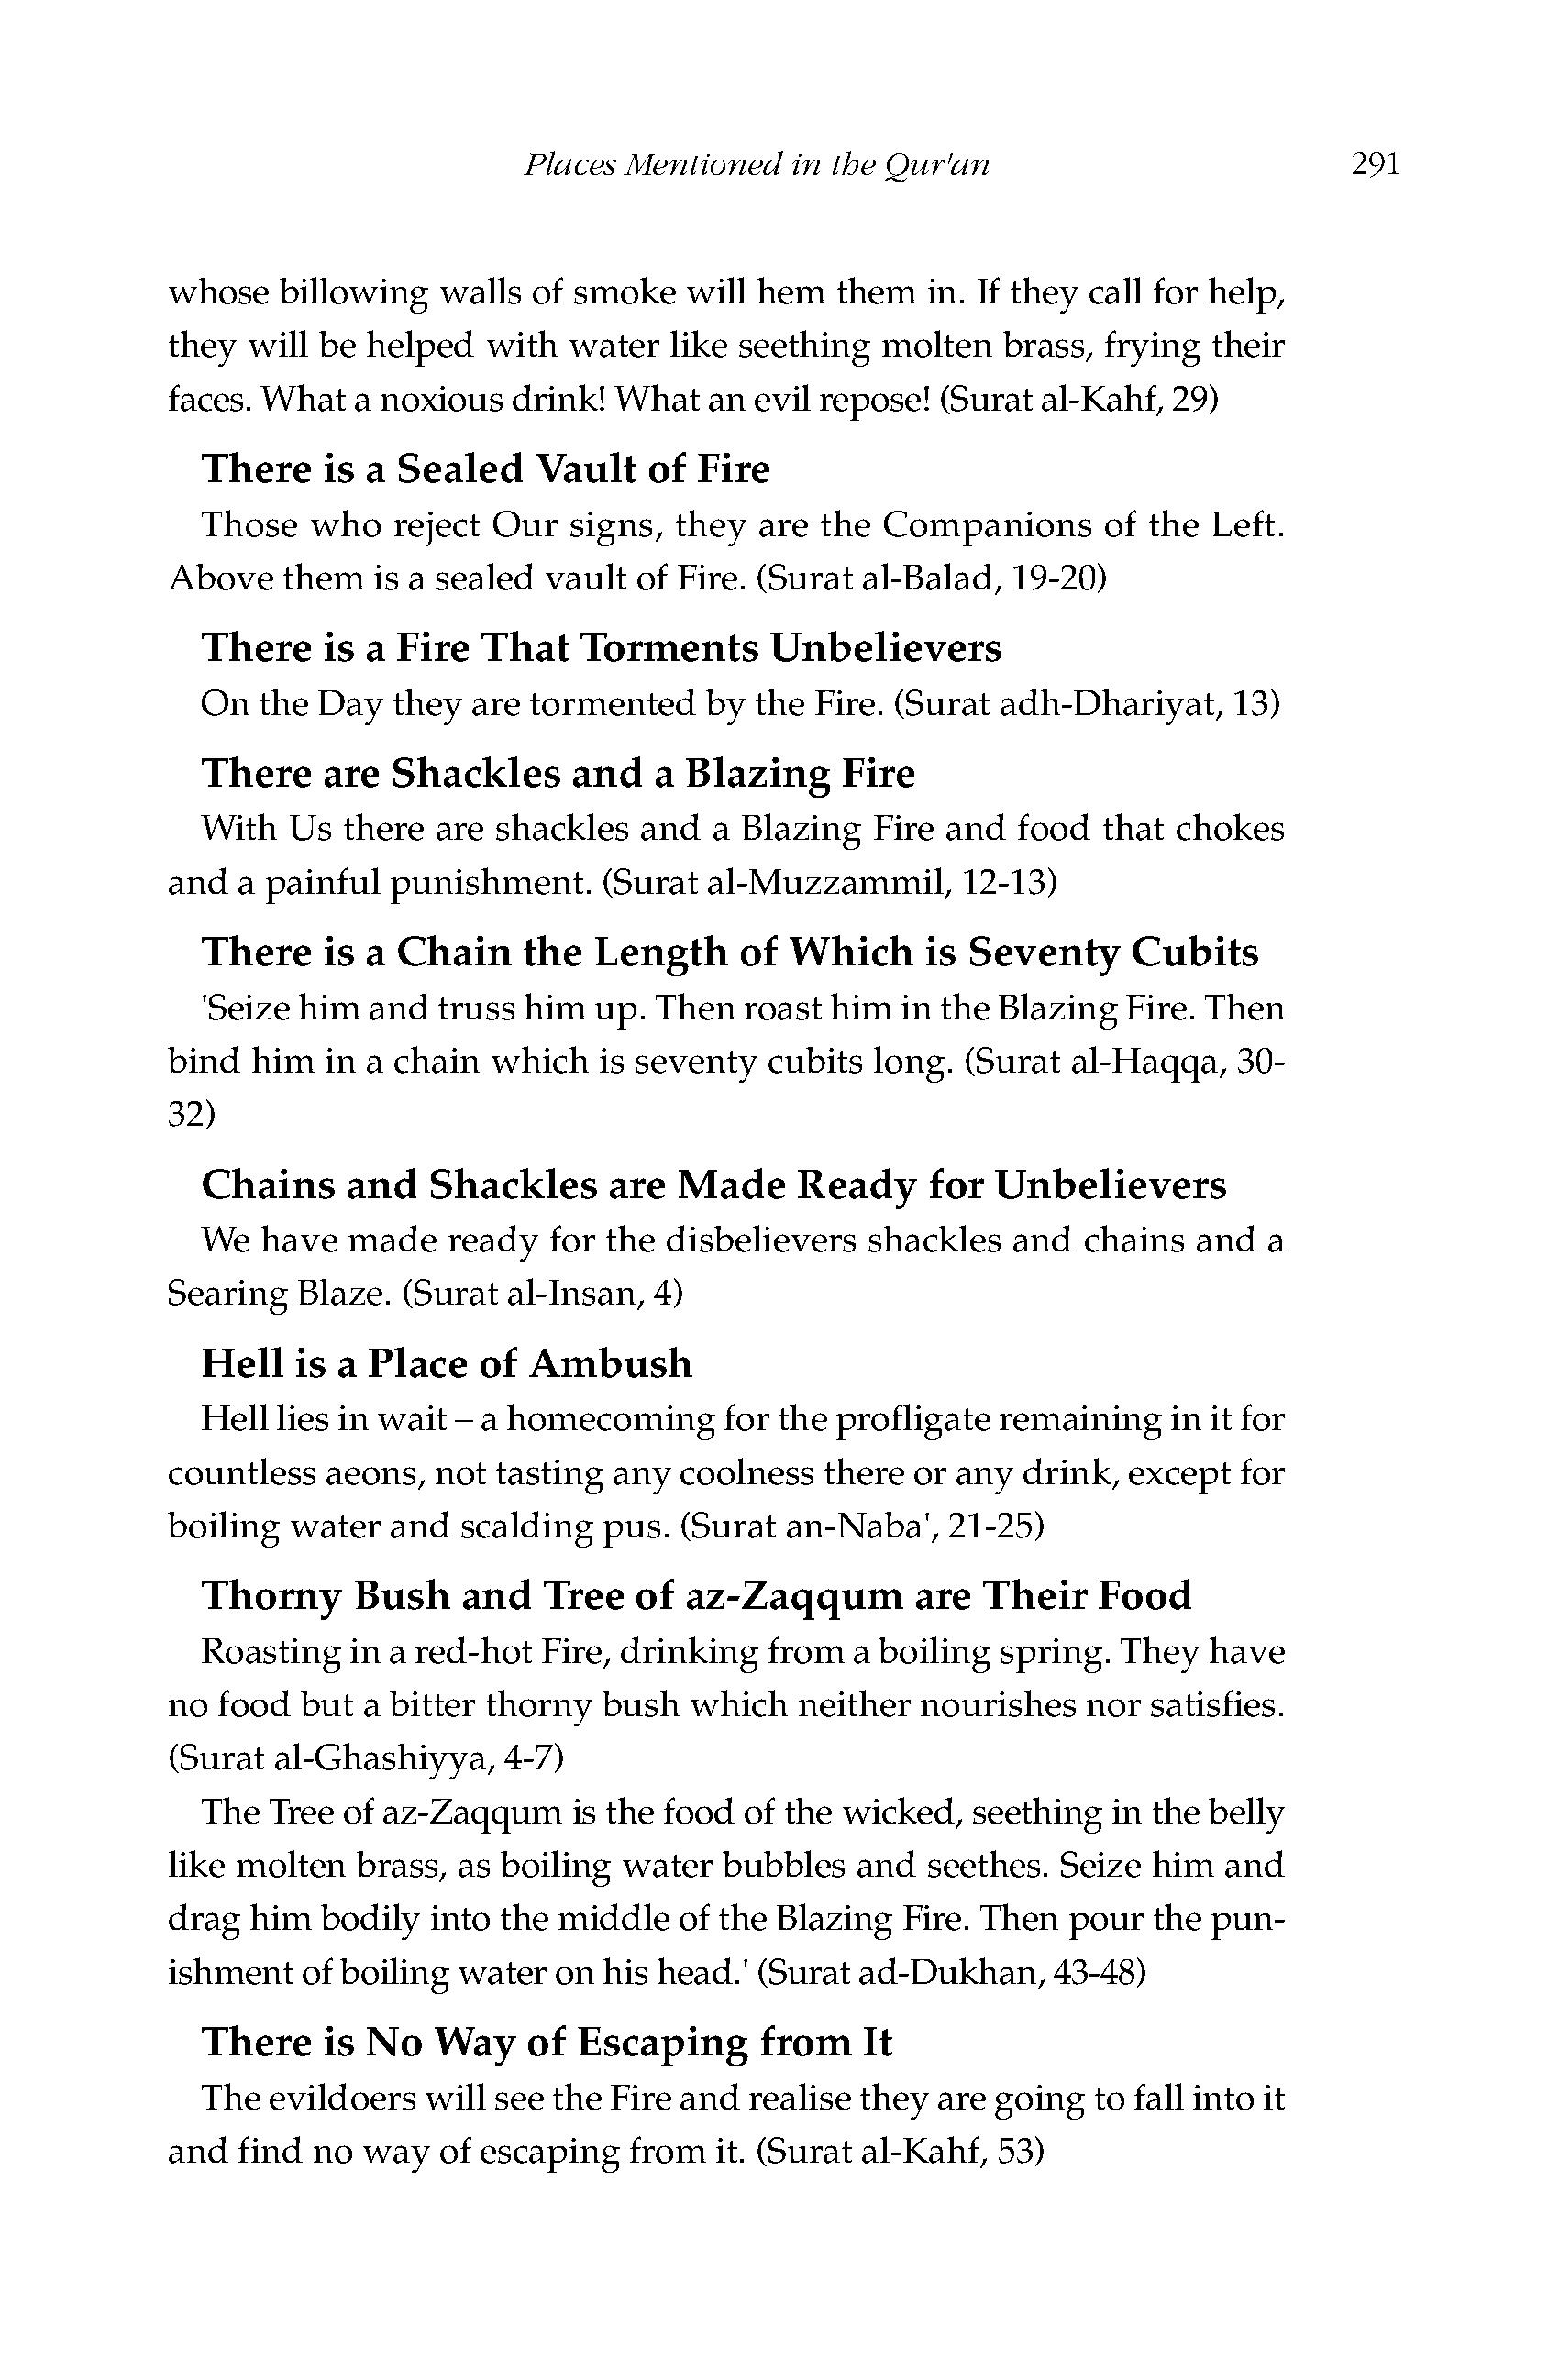 Places Mentioned in the Qur'an 291
whose billowing walls of smoke will hem them in. If they call for help,
they will be helped with water like seething molten brass, frying their
faces. What a noxious drink! What an evil repose! (Surat al-Kahf, 29)
There is a Sealed Vault of Fire
Those who reject Our signs, they are the Companions of the Left.
Above them is a sealed vault of Fire. (Surat al-Balad, 19-20)
There is a Fire That Torments Unbelievers
On the Day they are tormented by the Fire. (Surat adh-Dhariyat, 13)
There are Shackles and a Blazing Fire
With Us there are shackles and a Blazing Fire and food that chokes
and a painful punishment. (Surat al-Muzzammil, 12-13)
There is a Chain the Length of Which is Seventy Cubits
'Seize him and truss him up. Then roast him in the Blazing Fire. Then
bind him in a chain which is seventy cubits long. (Surat al-Haqqa, 30-
32)
Chains and Shackles are Made Ready for Unbelievers
We have made ready for the disbelievers shackles and chains and a
Searing Blaze. (Surat al-Insan, 4)
Hell is a Place of Ambush
Hell lies in wait – a homecoming for the profligate remaining in it for
countless aeons, not tasting any coolness there or any drink, except for
boiling water and scalding pus. (Surat an-Naba', 21-25)
Thorny Bush and Tree of az-Zaqqum are Their Food
Roasting in a red-hot Fire, drinking from a boiling spring. They have
no food but a bitter thorny bush which neither nourishes nor satisfies.
(Surat al-Ghashiyya, 4-7)
The Tree of az-Zaqqum is the food of the wicked, seething in the belly
like molten brass, as boiling water bubbles and seethes. Seize him and
drag him bodily into the middle of the Blazing Fire. Then pour the pun-
ishment of boiling water on his head.' (Surat ad-Dukhan, 43-48)
There is No Way of Escaping from It
The evildoers will see the Fire and realise they are going to fall into it
and find no way of escaping from it. (Surat al-Kahf, 53)